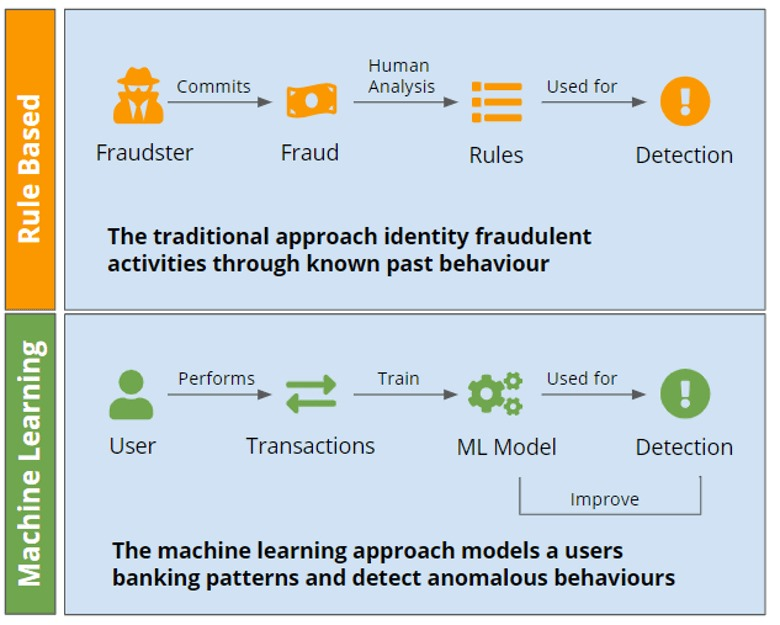 Rule Based
Commits
Human
Analysis
Used for
Fraudster
Fraud
Rules
Detection
The traditional approach identity fraudulent
activities through known past behaviour
Machine Learning
Performs
Train
Used for
User
Transactions
ML Model
Detection
Improve
The machine learning approach models a users
banking patterns and detect anomalous behaviours